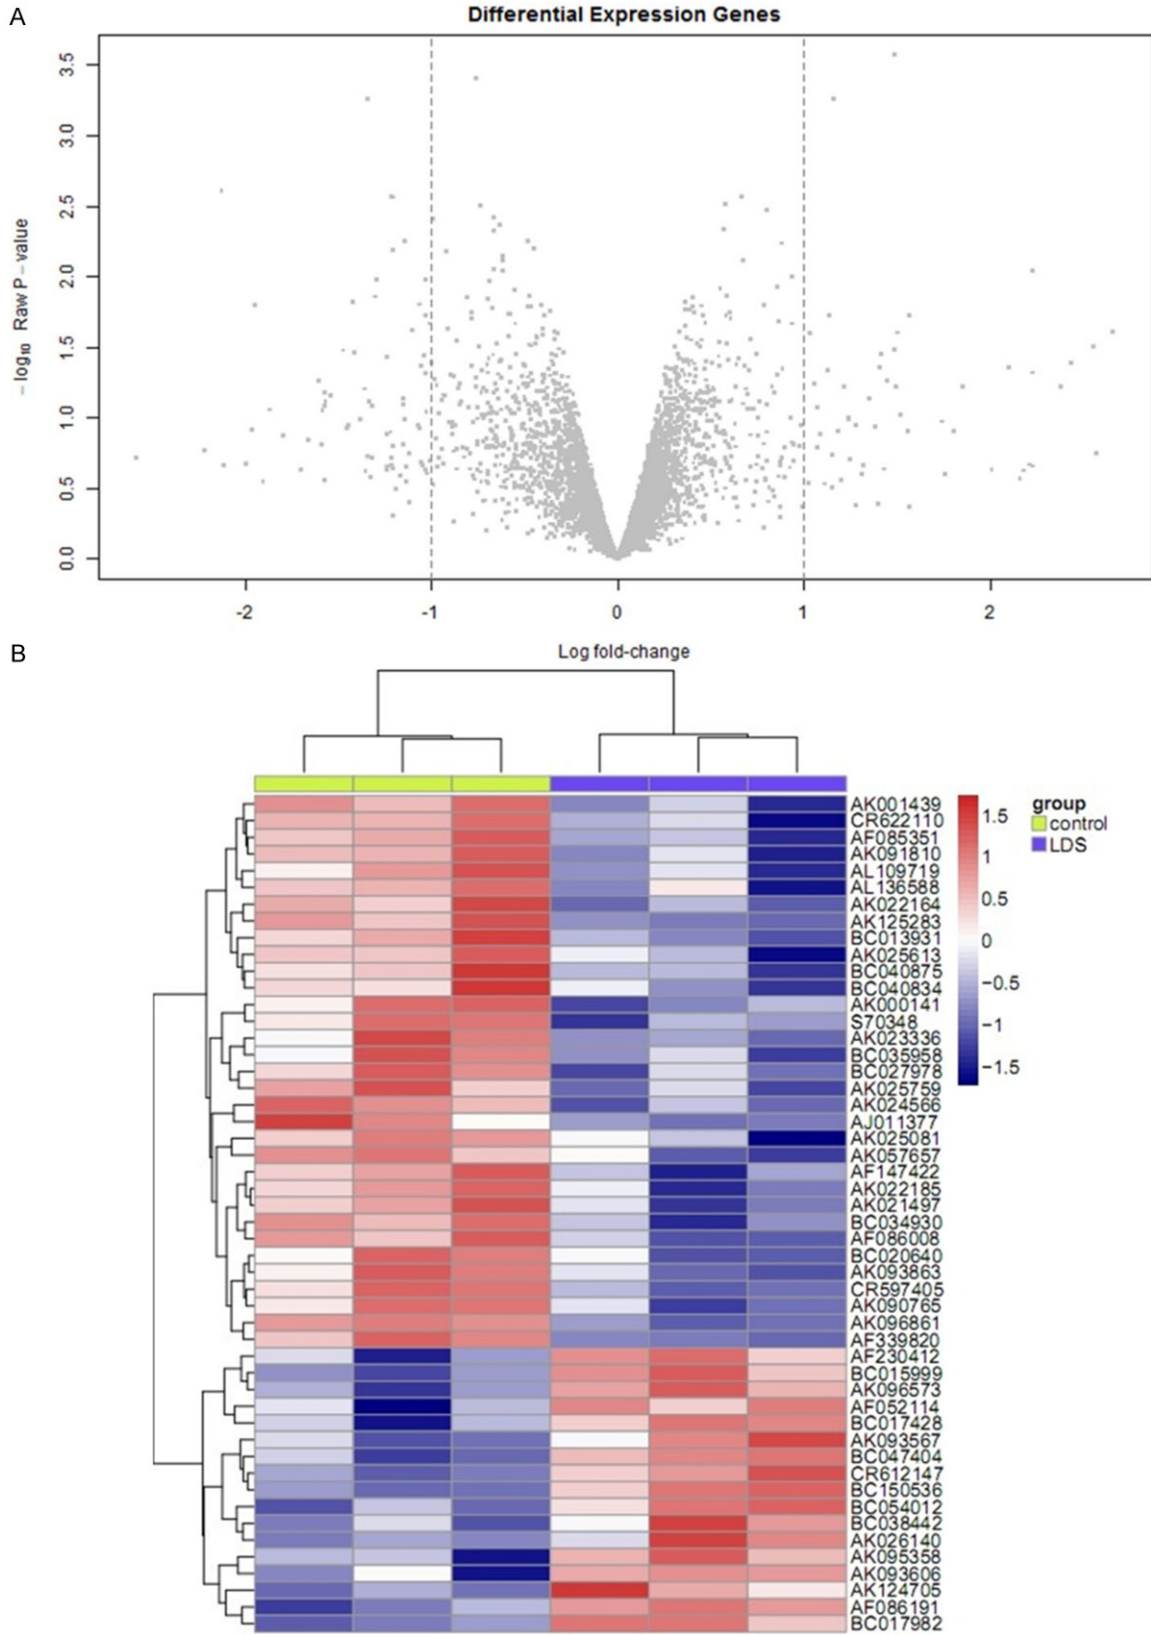 A
Differential Expression Genes
3.5
3.0
2.5
2.0
1.5
1.0
0.5
0.0
− log10 Raw P − value
-2 -1 0 1 2
Log fold-change
B
AK001439
CR622110
AF085351
AK091810
AL109719
AL136588
AK022164
AK125283
BC013931
AK025613
BC040875
BC040834
AK000141
S70348
AK023336
BC035958
BC027978
AK025759
AK024566
AJ011377
AK025081
AK057657
AF147422
AK022185
AK021497
BC034930
AF086008
BC020640
AK093863
CR597405
AK090765
AK096861
AF339820
AF230412
BC015999
AK096573
AF052114
BC017428
AK093567
BC047404
CR612147
BC150536
BC054012
BC038442
AK026140
AK095358
AK093606
AK124705
AF086191
BC017982
1.5
1
0.5
0
−0.5
−1
−1.5
group
control
LDS